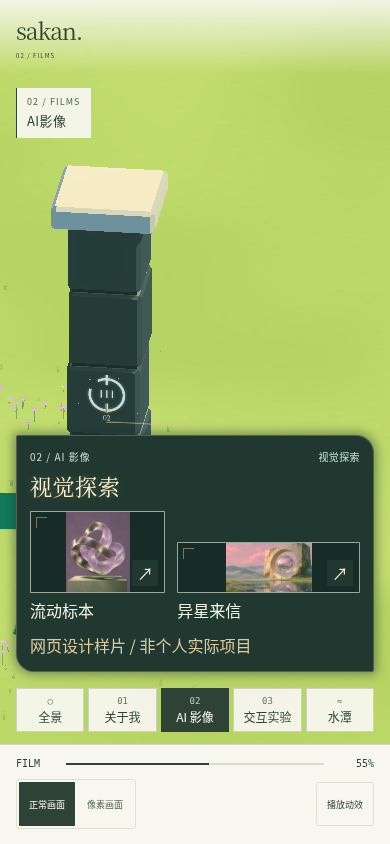 sakan.
02 / FILMS
02 / FILMS
AI影像
02
02 / AI 影像
视觉探索
视觉探索
流动标本
异星来信
网页设计样片 / 非个人实际项目
全景
01
关于我
02
AI 影像
03
交互实验
≈
水潭
FILM
55%
正常画面
像素画面
播放动效